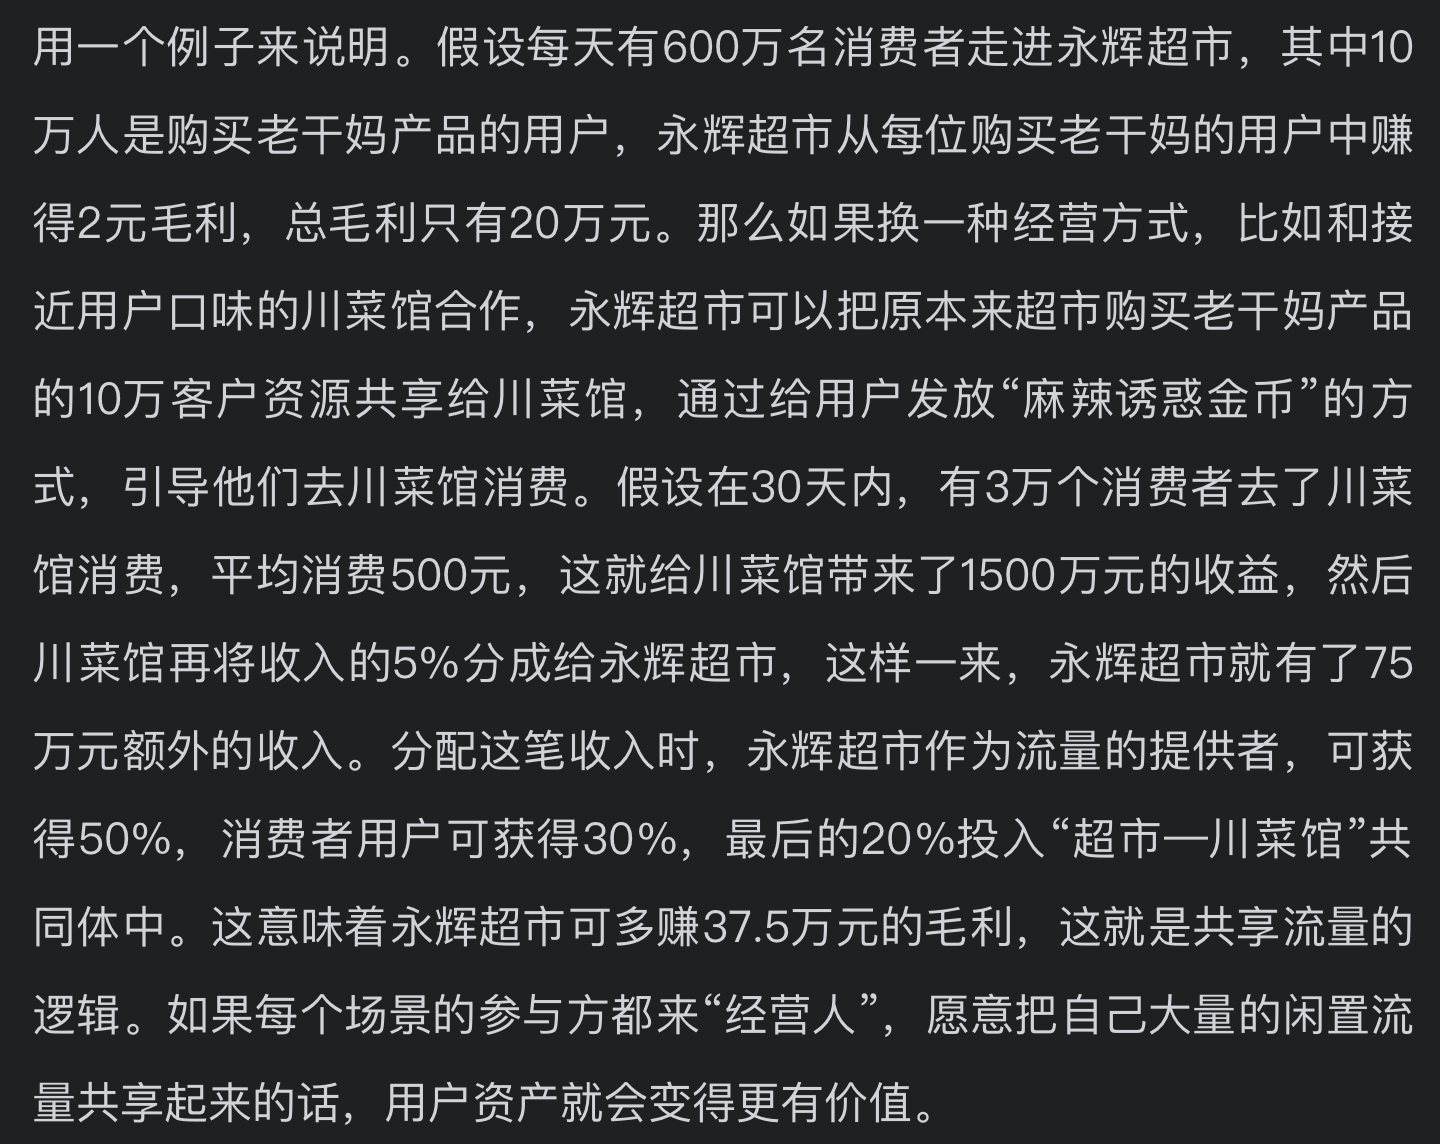 用一个例子来说明。假设每天有600万名消费者走进永辉超市，其中10
万人是购买老干妈产品的用户，永辉超市从每位购买老干妈的用户中赚
得2元毛利，总毛利只有20万元。那么如果换一种经营方式，比如和接
近用户口味的川菜馆合作，永辉超市可以把原本来超市购买老干妈产品
的10万客户资源共享给川菜馆，通过给用户发放“麻辣诱惑金币”的方
式，引导他们去川菜馆消费。假设在30天内，有3万个消费者去了川菜
馆消费，平均消费500元，这就给川菜馆带来了1500万元的收益，然后
川菜馆再将收入的5%分成给永辉超市，这样一来，永辉超市就有了75
万元额外的收入。分配这笔收入时，永辉超市作为流量的提供者，可获
得50%，消费者用户可获得30%，最后的20%投入“超市—川菜馆”共
同体中。这意味着永辉超市可多赚37.5万元的毛利，这就是共享流量的
逻辑。如果每个场景的参与方都来“经营人”，愿意把自己大量的闲置流
量共享起来的话，用户资产就会变得更有价值。